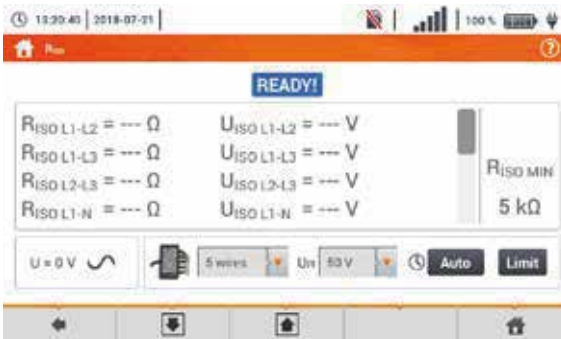 13:20:40 | 2018-07-21 | 100 %
RISO
READY!
RISO L1-L2 = --- Ω UISO L1-L2 = --- V
RISO L1-L3 = --- Ω UISO L1-L3 = --- V
RISO L2-L3 = --- Ω UISO L2-L3 = --- V
RISO L1-N = --- Ω UISO L1-N = --- V
RISO MIN
5 kΩ
U = 0 V 5 wires Un 50 V Auto Limit